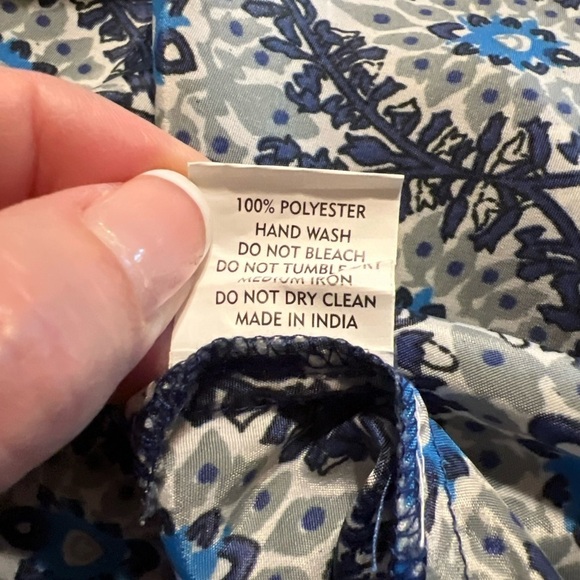 100% POLYESTER
HAND WASH
DO NOT BLEACH
DO NOT TUMBLE DRY
MEDIUM IRON
DO NOT DRY CLEAN
MADE IN INDIA